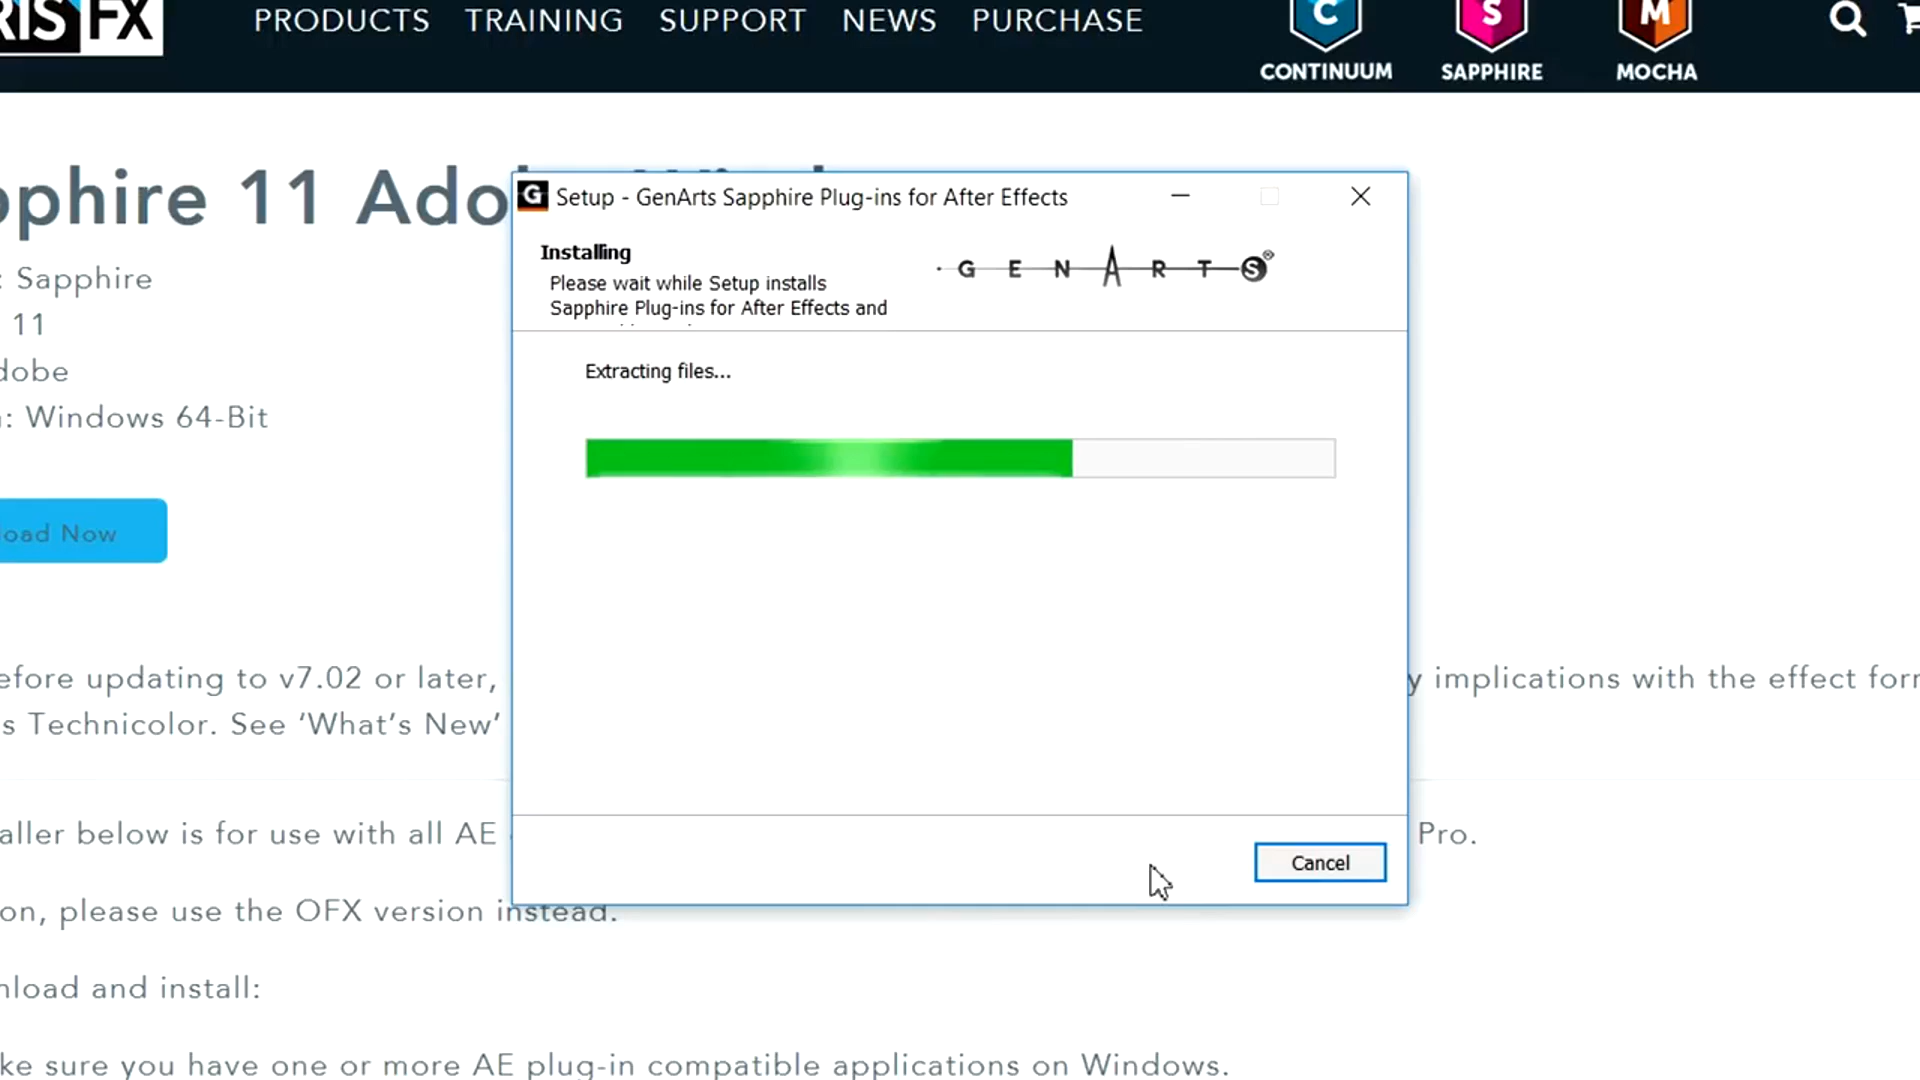 RIS FX
PRODUCTS TRAINING SUPPORT NEWS PURCHASE
C S M
CONTINUUM SAPPHIRE MOCHA
pphire 11 Ado
: Sapphire
11
dobe
: Windows 64-Bit
oad Now
G Setup - GenArts Sapphire Plug-ins for After Effects
Installing
Please wait while Setup installs
Sapphire Plug-ins for After Effects and
GENARTS®
Extracting files...
Cancel
efore updating to v7.02 or later, y implications with the effect for
s Technicolor. See ‘What’s New’
aller below is for use with all AE Pro.
on, please use the OFX version instead.
nload and install:
ke sure you have one or more AE plug-in compatible applications on Windows.